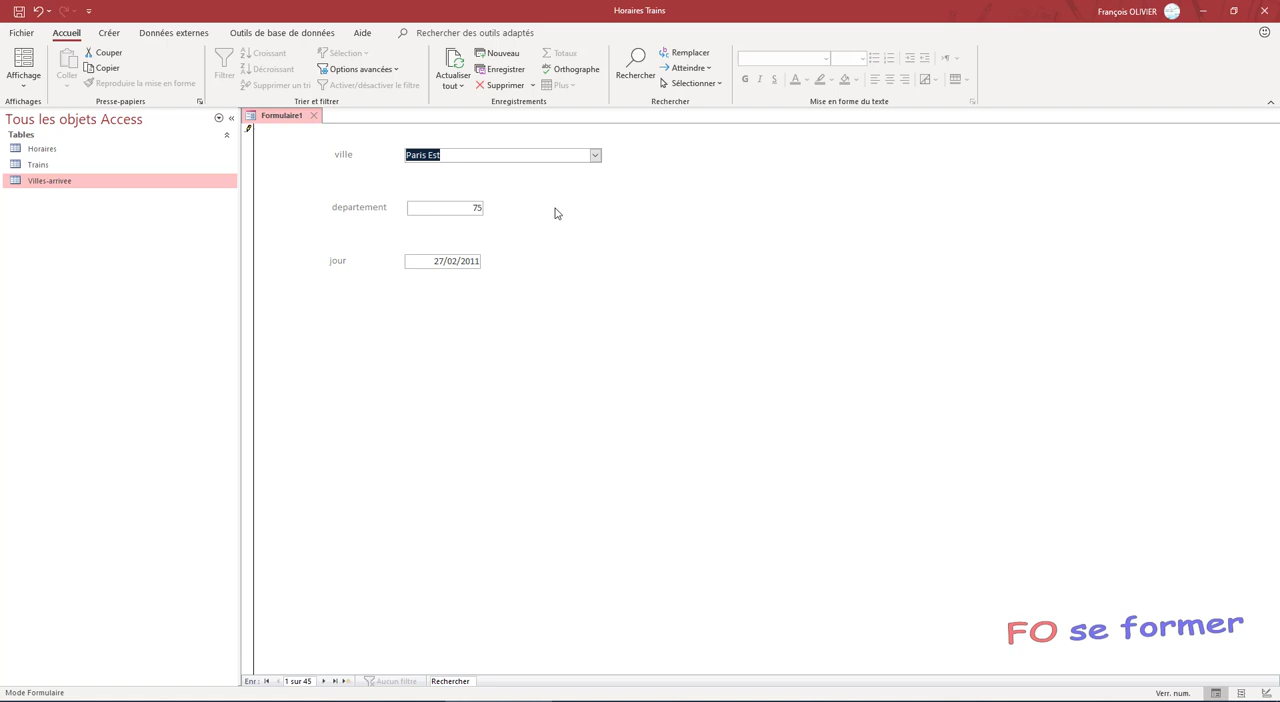 Horaires Trains
François OLIVIER
Fichier Accueil Créer Données externes Outils de base de données Aide Rechercher des outils adaptés
Affichage
Affichages
Coller
Couper
Copier
Reproduire la mise en forme
Presse-papiers
Filtrer
Croissant
Décroissant
Supprimer un tri
Sélection
Options avancées
Activer/désactiver le filtre
Trier et filtrer
Actualiser
tout
Nouveau
Enregistrer
Supprimer
Totaux
Orthographe
Plus
Enregistrements
Rechercher
Remplacer
Atteindre
Sélectionner
Rechercher
G I S
A A
Mise en forme du texte
Tous les objets Access
Tables
Horaires
Trains
Villes-arrivee
Formulaire1
ville Paris Est
departement 75
jour 27/02/2011
FO se former
Enr : 1 sur 45 Aucun filtre Rechercher
Mode Formulaire
Verr. num.